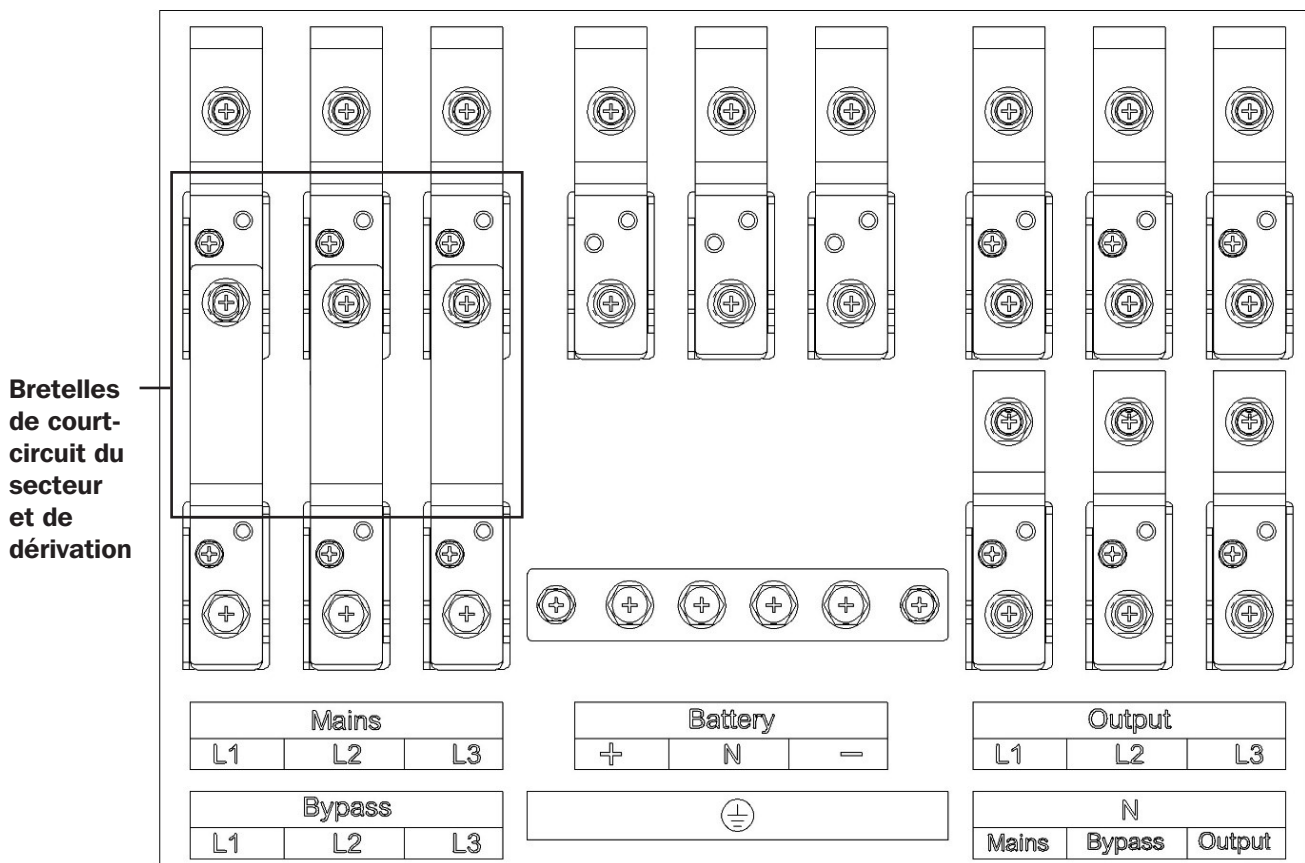 Bretelles
de court-
circuit du
secteur
et de
dérivation
Mains
L1 L2 L3
Bypass
L1 L2 L3
Battery
+ N −
Output
L1 L2 L3
N
Mains Bypass Output